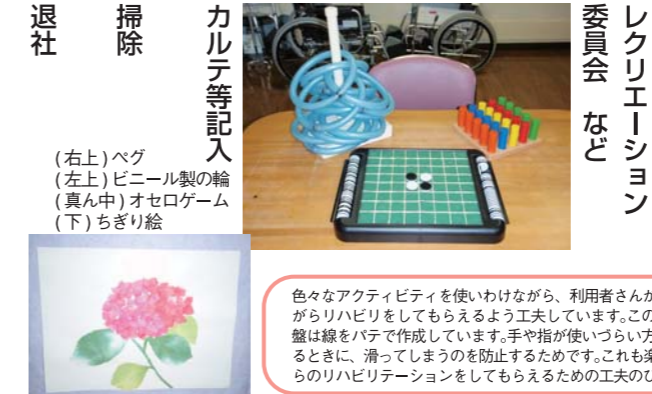 レクリエーション
委員会 など
カルテ等記入
掃除
退社
(右上)ペグ
(左上)ビニール製の輪
(真ん中)オセロゲーム
(下)ちぎり絵
色々なアクティビティを使いわけながら、利用者さんが
がらリハビリをしてもらえるよう工夫しています。この
盤は線をパテで作成しています。手や指が使いづらい方
るときに、滑ってしまうのを防止するためです。これも楽
らのリハビリテーションをしてもらえるための工夫のひ